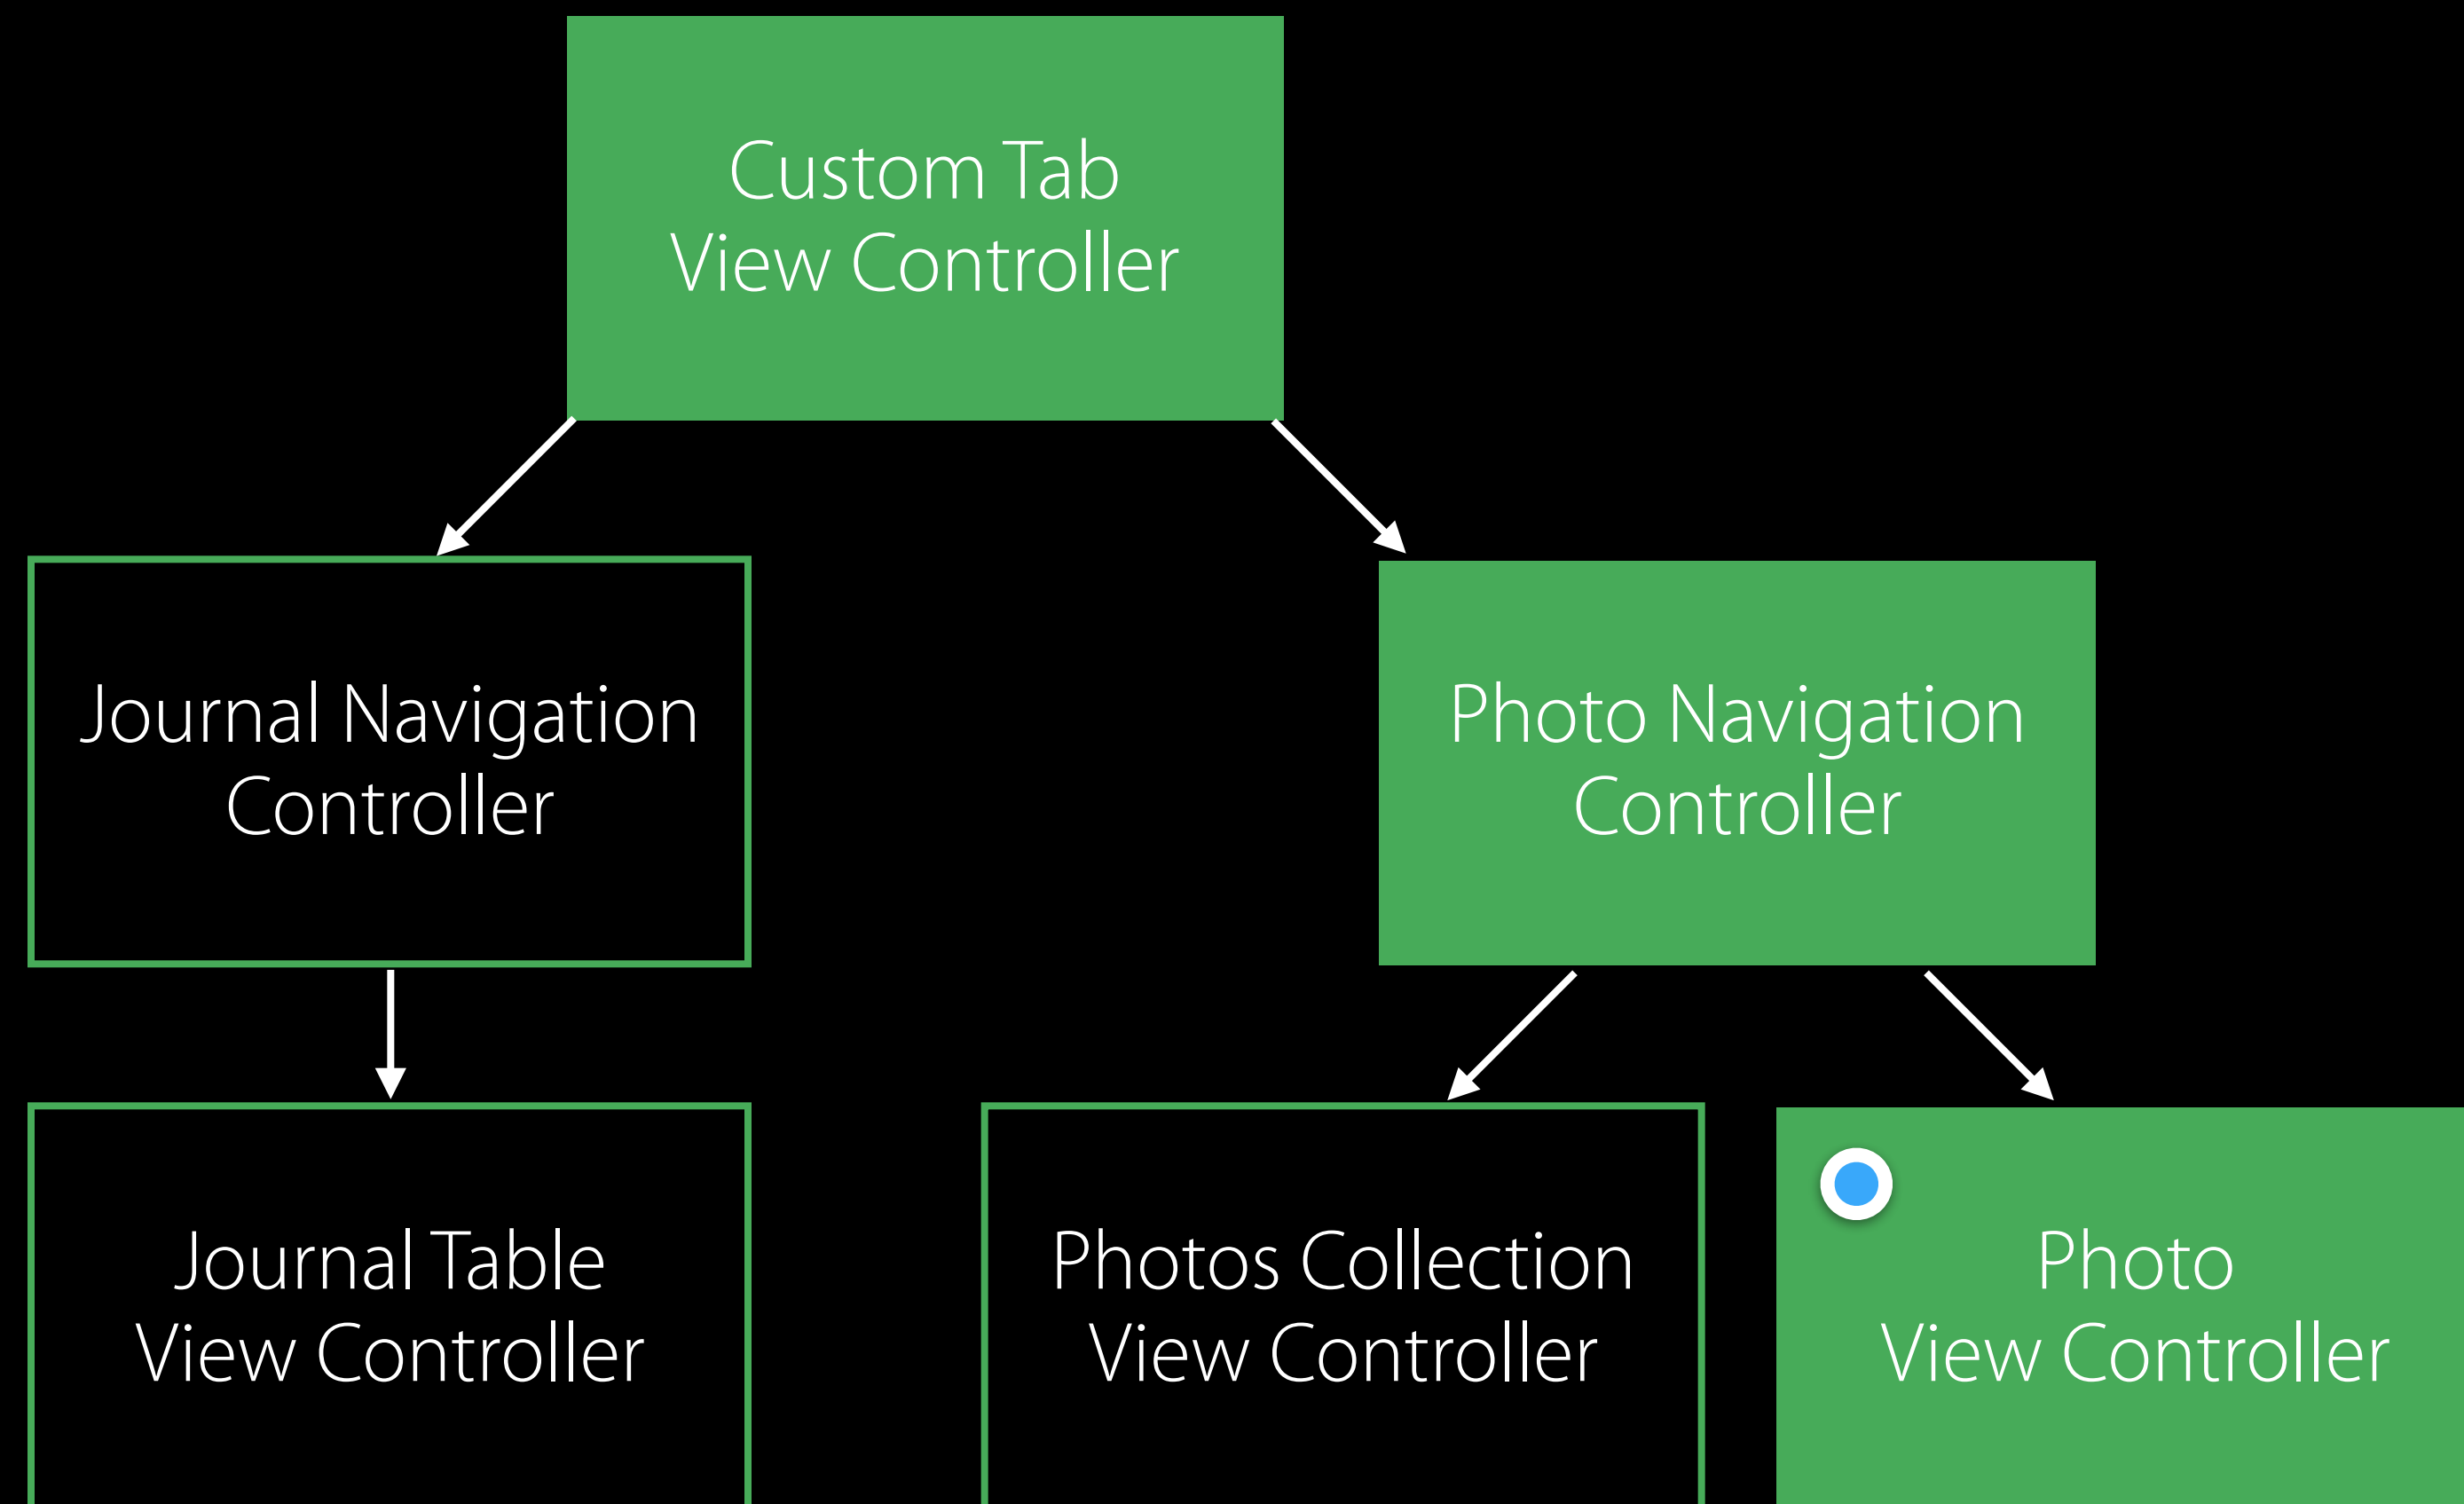 Custom Tab
View Controller
Journal Navigation
Controller
Photo Navigation
Controller
Journal Table
View Controller
Photos Collection
View Controller
Photo
View Controller